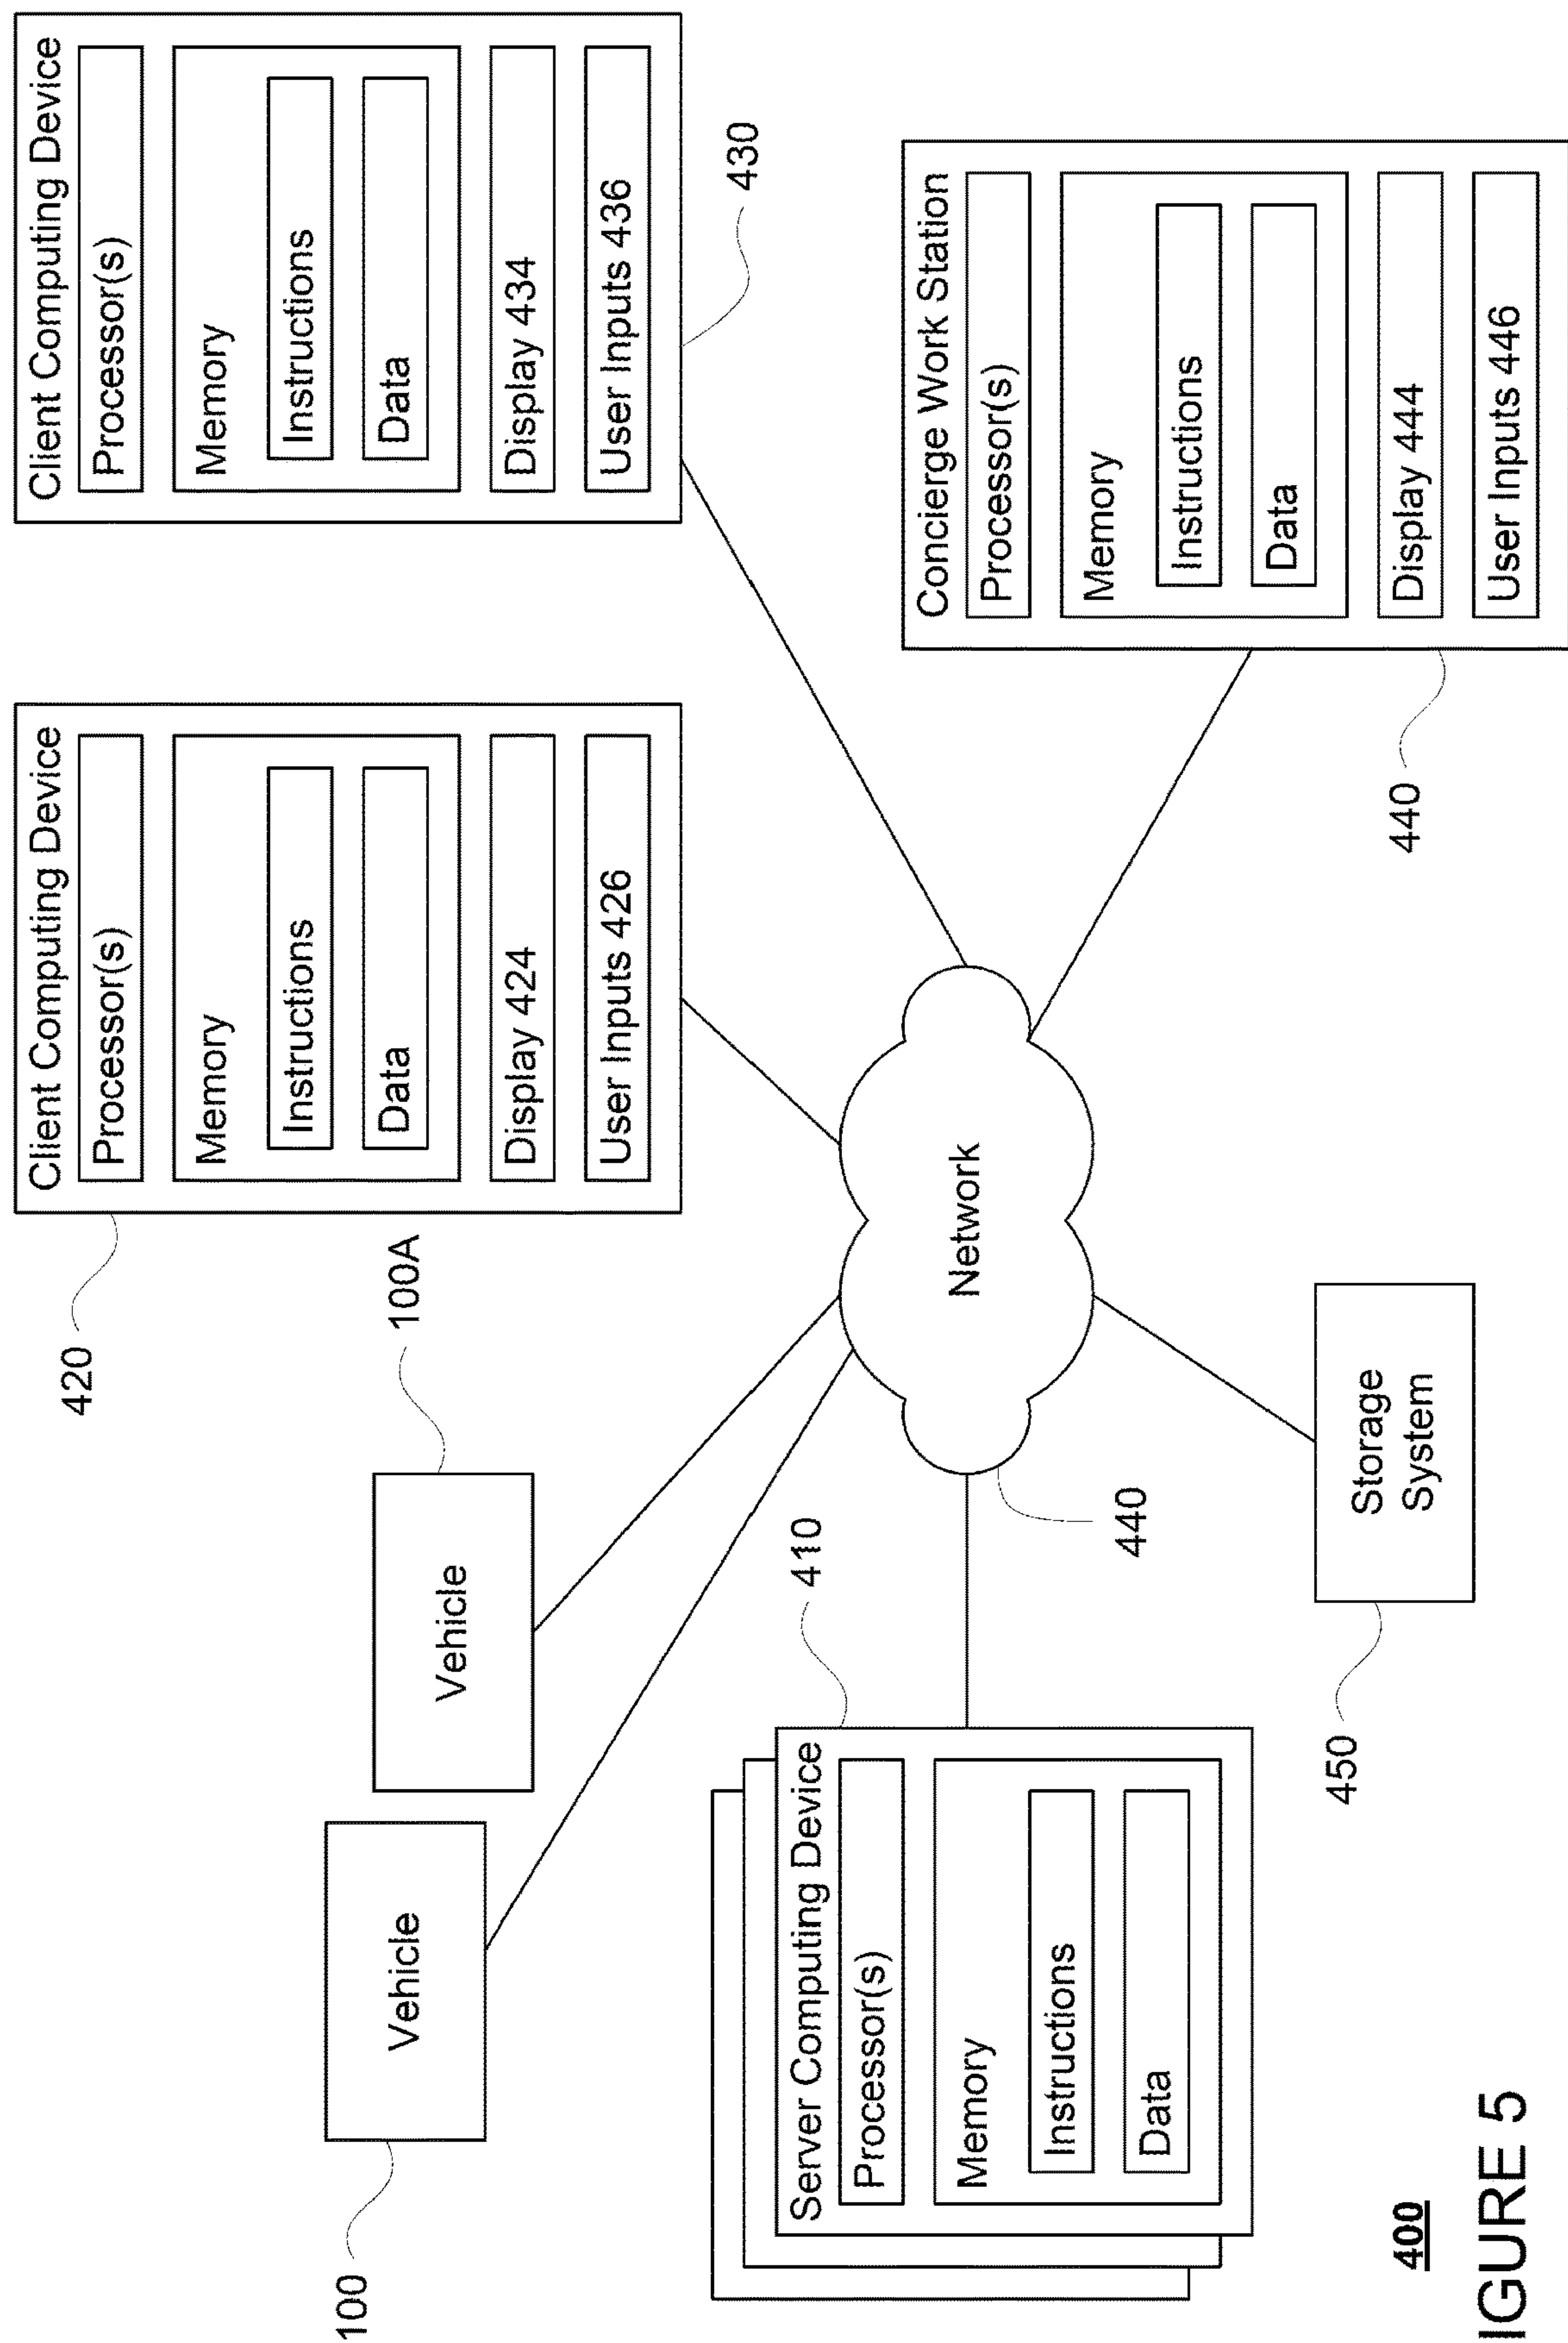 Client Computing Device
Processor(s)
Memory
Instructions
Data
Display 434
User Inputs 436
430
Client Computing Device
Processor(s)
Memory
Instructions
Data
Display 424
User Inputs 426
420
100A
Vehicle
Vehicle
100
Network
440
Concierge Work Station
Processor(s)
Memory
Instructions
Data
Display 444
User Inputs 446
440
410
Server Computing Device
Processor(s)
Memory
Instructions
Data
Storage
System
450
400
IGURE 5